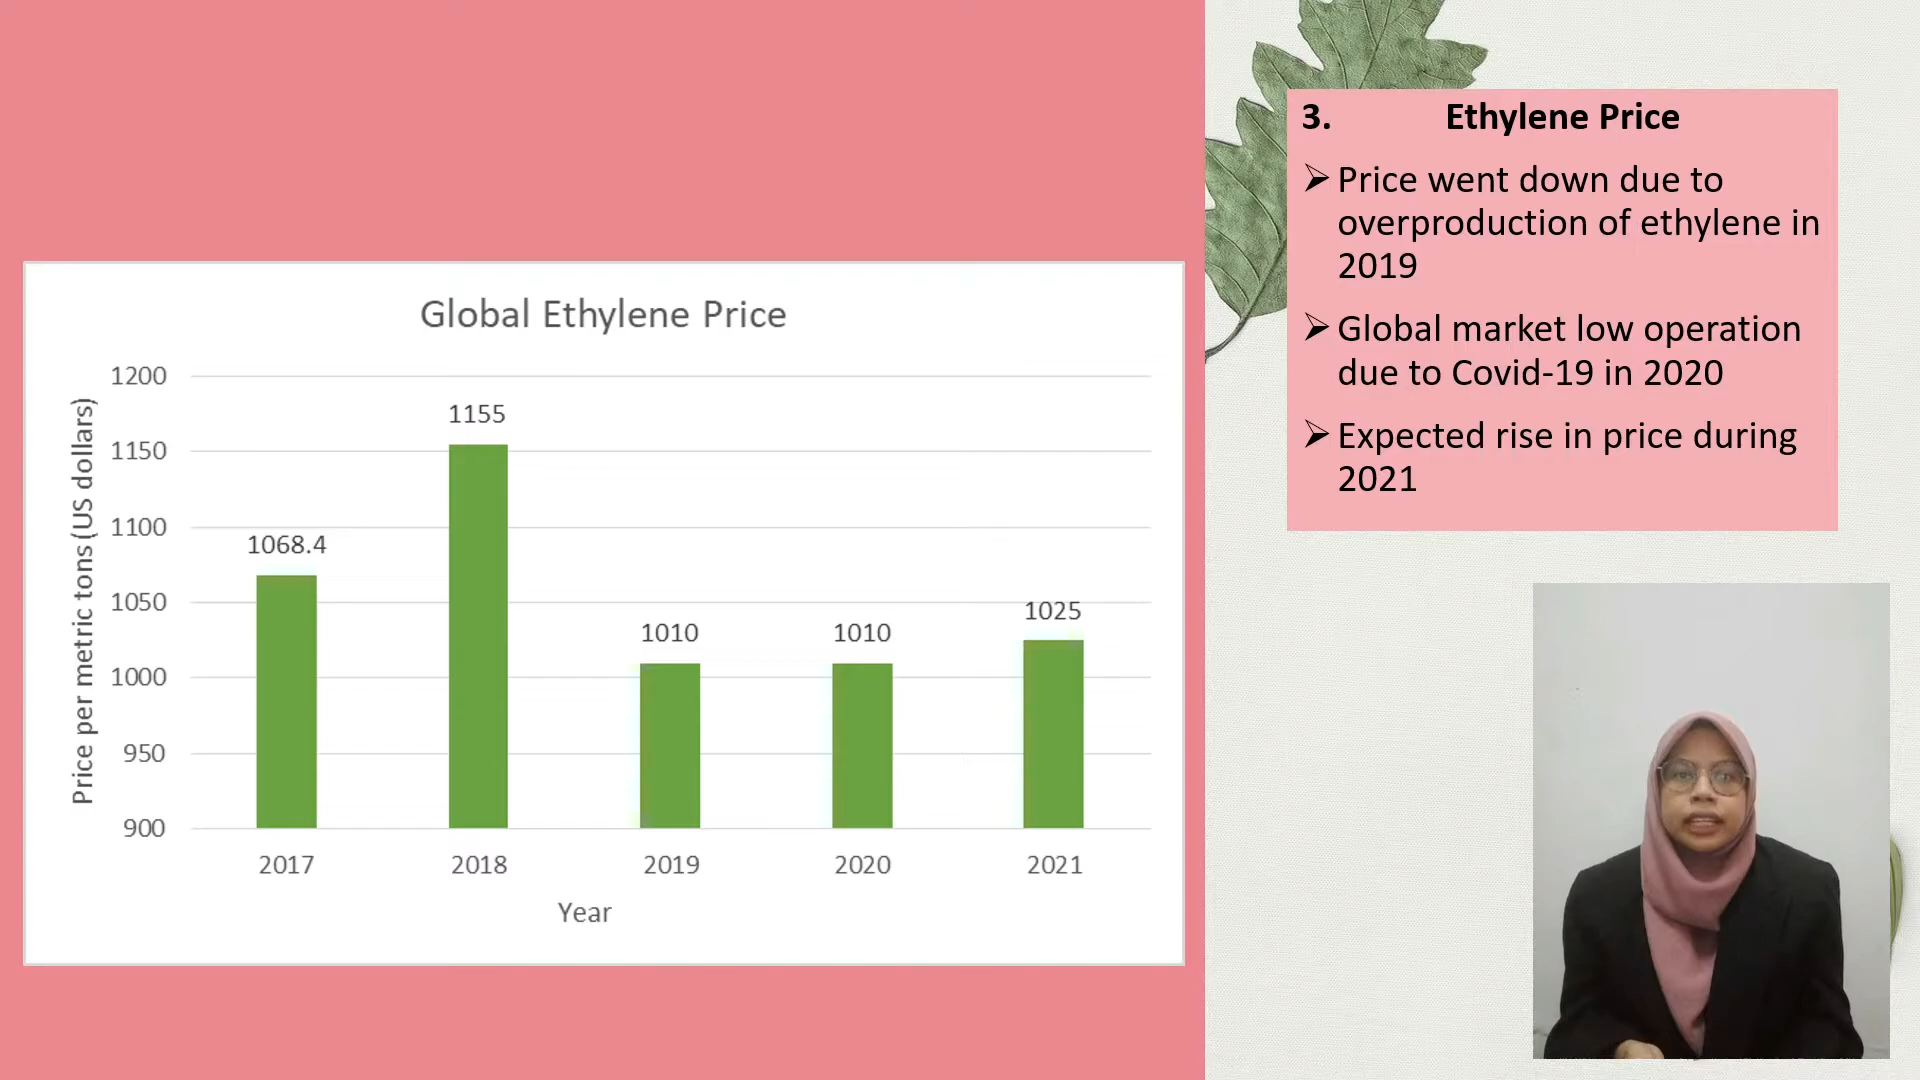 3. Ethylene Price
➢ Price went down due to
overproduction of ethylene in
2019
➢ Global market low operation
due to Covid-19 in 2020
➢ Expected rise in price during
2021
Global Ethylene Price
Price per metric tons (US dollars)
1200
1150
1100
1050
1000
950
900
1068.4
1155
1010
1010
1025
2017
2018
2019
2020
2021
Year